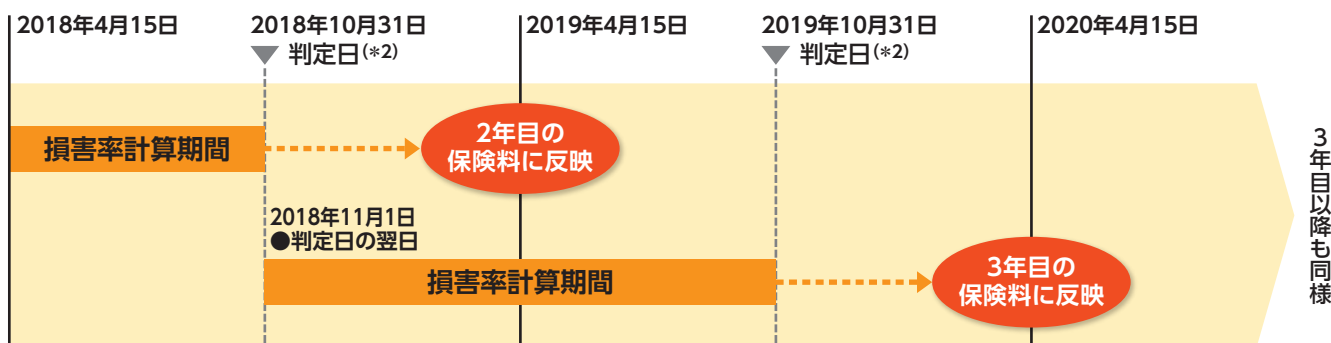 2018年4月15日
2018年10月31日
判定日(*2)
2019年4月15日
2019年10月31日
判定日(*2)
2020年4月15日
損害率計算期間
2年目の
保険料に反映
2018年11月1日
●判定日の翌日
損害率計算期間
3年目の
保険料に反映
3年目以降も同様